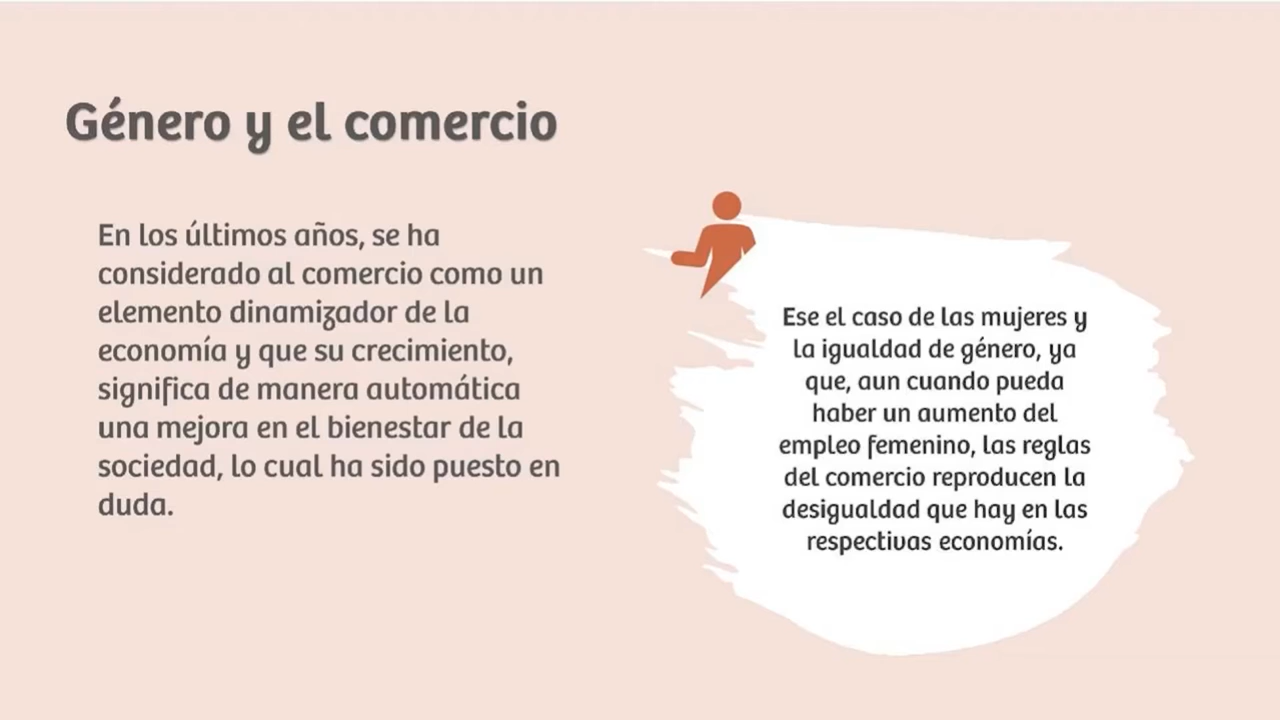 Género y el comercio
En los últimos años, se ha
considerado al comercio como un
elemento dinamizador de la
economía y que su crecimiento,
significa de manera automática
una mejora en el bienestar de la
sociedad, lo cual ha sido puesto en
duda.
Ese el caso de las mujeres y
la igualdad de género, ya
que, aun cuando pueda
haber un aumento del
empleo femenino, las reglas
del comercio reproducen la
desigualdad que hay en las
respectivas economías.